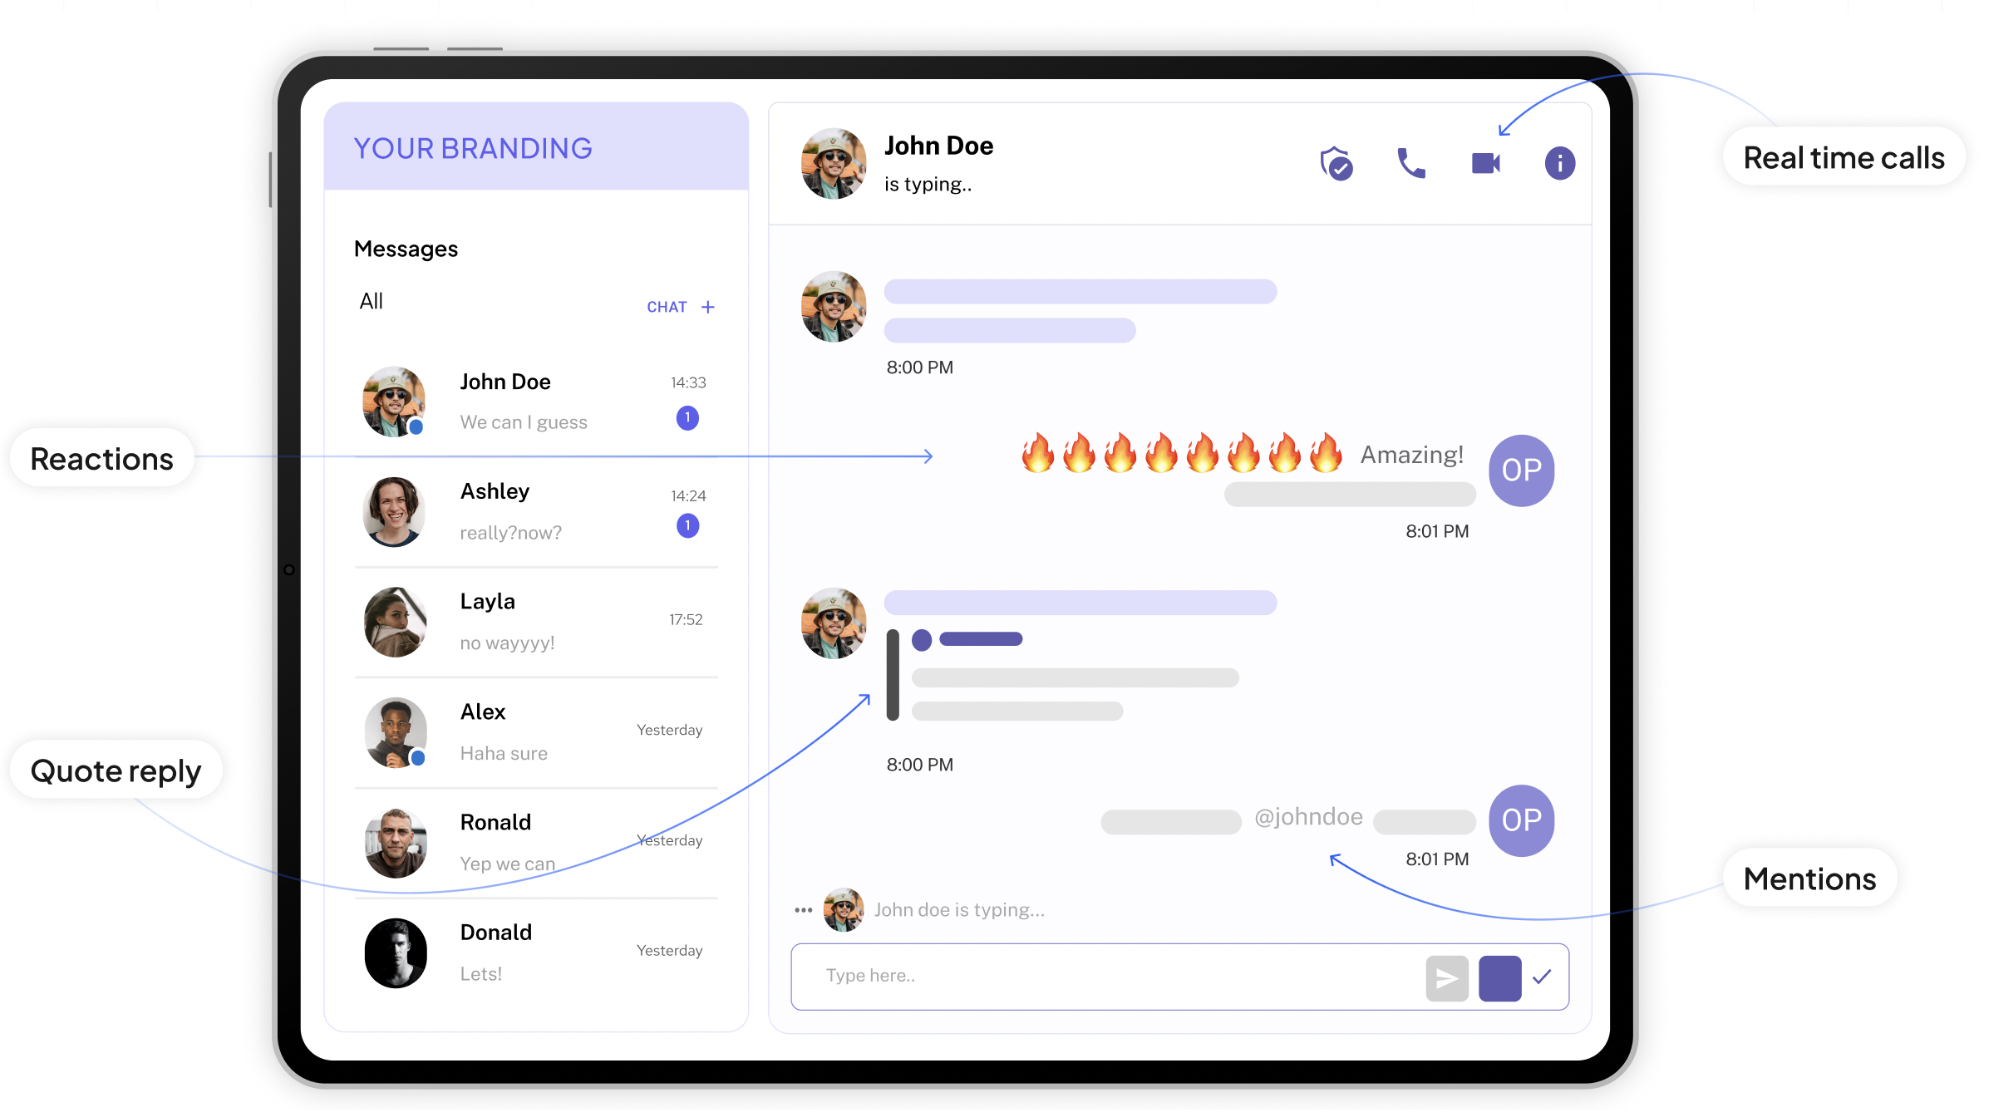 YOUR BRANDING
Messages
All
CHAT +
John Doe
14:33
We can I guess
1
Ashley
14:24
really?now?
1
Layla
17:52
no wayyyy!
Alex
Yesterday
Haha sure
Ronald
Yesterday
Yep we can
Donald
Yesterday
Lets!
John Doe
is typing..
8:00 PM
🔥🔥🔥🔥🔥🔥🔥🔥 Amazing!
OP
8:01 PM
8:00 PM
@johndoe
OP
8:01 PM
John doe is typing...
Type here..
Real time calls
Reactions
Quote reply
Mentions